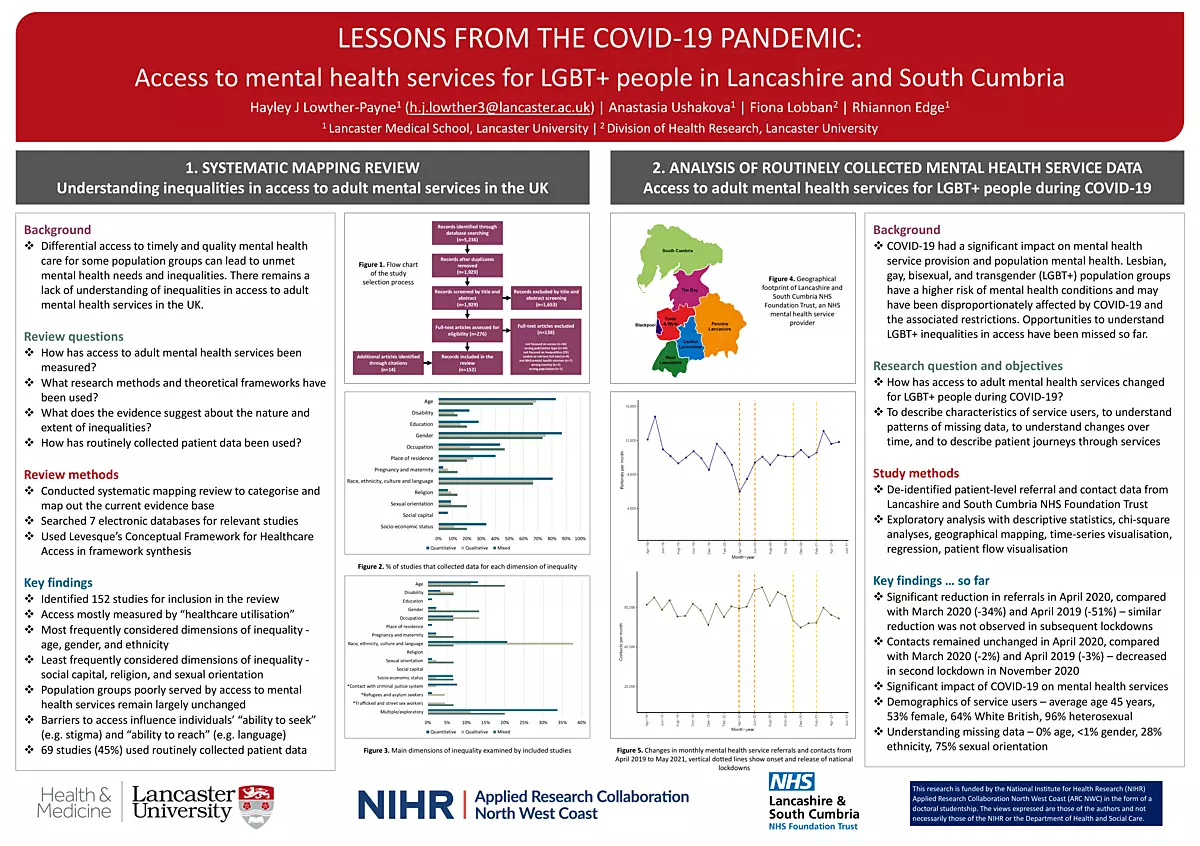 LESSONS FROM THE COVID-19 PANDEMIC:
Access to mental health services for LGBT+ people in Lancashire and South Cumbria
Hayley J Lowther-Payne¹ (h.j.lowther3@lancaster.ac.uk) | Anastasia Ushakova¹ | Fiona Lobban² | Rhiannon Edge¹
¹ Lancaster Medical School, Lancaster University | ² Division of Health Research, Lancaster University
1. SYSTEMATIC MAPPING REVIEW
Understanding inequalities in access to adult mental services in the UK
Background
❖ Differential access to timely and quality mental health
care for some population groups can lead to unmet
mental health needs and inequalities. There remains a
lack of understanding of inequalities in access to adult
mental health services in the UK.
Review questions
❖ How has access to adult mental health services been
measured?
❖ What research methods and theoretical frameworks have
been used?
❖ What does the evidence suggest about the nature and
extent of inequalities?
❖ How has routinely collected patient data been used?
Review methods
❖ Conducted systematic mapping review to categorise and
map out the current evidence base
❖ Searched 7 electronic databases for relevant studies
❖ Used Levesque's Conceptual Framework for Healthcare
Access in framework synthesis
Key findings
❖ Identified 152 studies for inclusion in the review
❖ Access mostly measured by "healthcare utilisation"
❖ Most frequently considered dimensions of inequality -
age, gender, and ethnicity
❖ Least frequently considered dimensions of inequality -
social capital, religion, and sexual orientation
❖ Population groups poorly served by access to mental
health services remain largely unchanged
❖ Barriers to access influence individuals' "ability to seek"
(e.g. stigma) and "ability to reach" (e.g. language)
❖ 69 studies (45%) used routinely collected patient data
Figure 1. Flow chart
of the study
selection process
Records identified through
database searching
(n=5,236)
Records after duplicates
removed
(n=1,929)
Records screened by title and
abstract
(n=1,929)
Records excluded by title and
abstract screening
(n=1,653)
Full-text articles assessed for
eligibility (n=276)
Full-text articles excluded
(n=138)
Additional articles identified
through citations
(n=14)
Records included in the
review
(n=152)
Age
Disability
Education
Gender
Occupation
Place of residence
Pregnancy and maternity
Race, ethnicity, culture and language
Religion
Sexual orientation
Social capital
Socio-economic status
0% 10% 20% 30% 40% 50% 60% 70% 80% 90% 100%
Quantitative Qualitative Mixed
Figure 2. % of studies that collected data for each dimension of inequality
Age
Disability
Education
Gender
Occupation
Place of residence
Pregnancy and maternity
Race, ethnicity, culture and language
Religion
Sexual orientation
Social capital
Socio-economic status
*Contact with criminal justice system
*Refugees and asylum seekers
*Trafficked and street sex workers
Multiple/exploratory
0% 5% 10% 15% 20% 25% 30% 35% 40%
Quantitative Qualitative Mixed
Figure 3. Main dimensions of inequality examined by included studies
2. ANALYSIS OF ROUTINELY COLLECTED MENTAL HEALTH SERVICE DATA
Access to adult mental health services for LGBT+ people during COVID-19
South Cumbria
The Bay
Blackpool
Fylde
& Wyre
Pennine
Lancashire
Central
Lancashire
West
Lancashire
Figure 4. Geographical
footprint of Lancashire and
South Cumbria NHS
Foundation Trust, an NHS
mental health service
provider
Referrals per month
Month-year
Contacts per month
Month-year
Figure 5. Changes in monthly mental health service referrals and contacts from
April 2019 to May 2021, vertical dotted lines show onset and release of national
lockdowns
Background
❖ COVID-19 had a significant impact on mental health
service provision and population mental health. Lesbian,
gay, bisexual, and transgender (LGBT+) population groups
have a higher risk of mental health conditions and may
have been disproportionately affected by COVID-19 and
the associated restrictions. Opportunities to understand
LGBT+ inequalities in access have been missed so far.
Research question and objectives
❖ How has access to adult mental health services changed
for LGBT+ people during COVID-19?
❖ To describe characteristics of service users, to understand
patterns of missing data, to understand changes over
time, and to describe patient journeys through services
Study methods
❖ De-identified patient-level referral and contact data from
Lancashire and South Cumbria NHS Foundation Trust
❖ Exploratory analysis with descriptive statistics, chi-square
analyses, geographical mapping, time-series visualisation,
regression, patient flow visualisation
Key findings … so far
❖ Significant reduction in referrals in April 2020, compared
with March 2020 (-34%) and April 2019 (-51%) – similar
reduction was not observed in subsequent lockdowns
❖ Contacts remained unchanged in April 2020, compared
with March 2020 (-2%) and April 2019 (-3%) – decreased
in second lockdown in November 2020
❖ Significant impact of COVID-19 on mental health services
❖ Demographics of service users – average age 45 years,
53% female, 64% White British, 96% heterosexual
❖ Understanding missing data – 0% age, <1% gender, 28%
ethnicity, 75% sexual orientation
Health &
Medicine
Lancaster
University
NIHR
Applied Research Collaboration
North West Coast
NHS
Lancashire &
South Cumbria
NHS Foundation Trust
This research is funded by the National Institute for Health Research (NIHR)
Applied Research Collaboration North West Coast (ARC NWC) in the form of a
doctoral studentship. The views expressed are those of the authors and not
necessarily those of the NIHR or the Department of Health and Social Care.